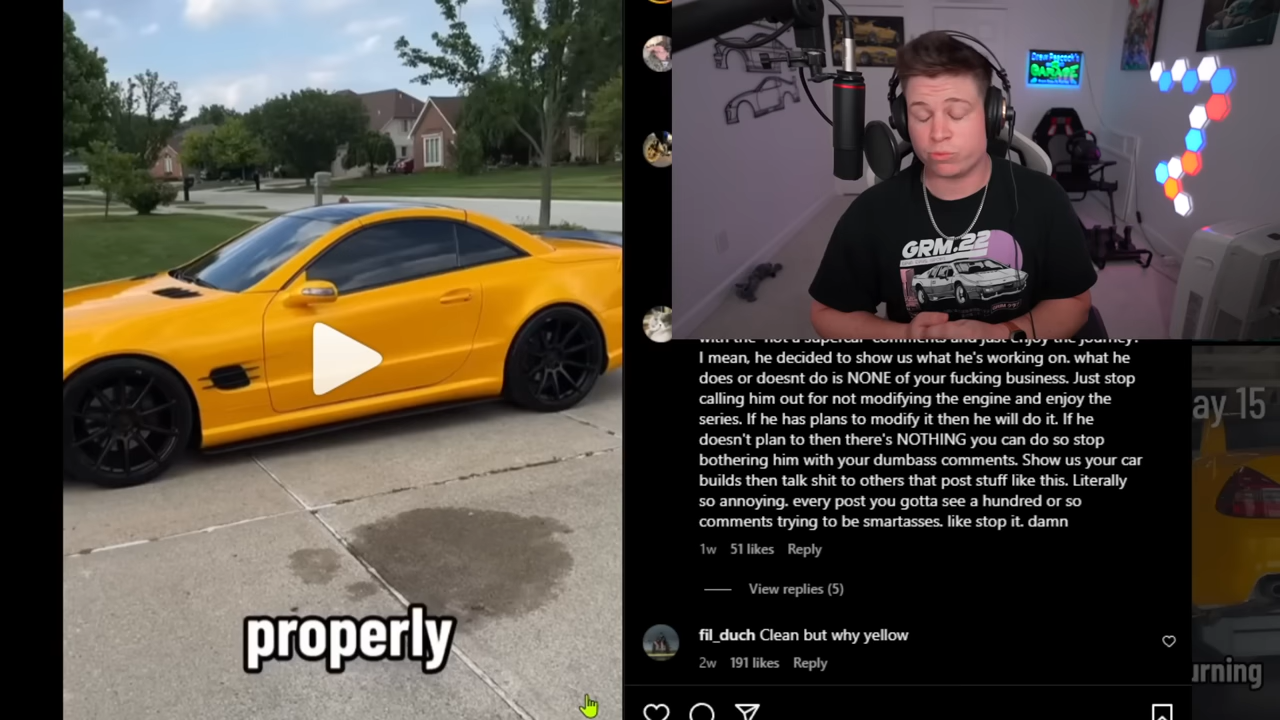 GARAGE
GRM.22
with the "not a supercar" comments and just enjoy the journey.
I mean, he decided to show us what he's working on. what he
does or doesnt do is NONE of your fucking business. Just stop
calling him out for not modifying the engine and enjoy the
series. If he has plans to modify it then he will do it. If he
doesn't plan to then there's NOTHING you can do so stop
bothering him with your dumbass comments. Show us your car
builds then talk shit to others that post stuff like this. Literally
so annoying. every post you gotta see a hundred or so
comments trying to be smartasses. like stop it. damn
1w 51 likes Reply
View replies (5)
fil_duch Clean but why yellow
2w 191 likes Reply
properly
ay 15
urning